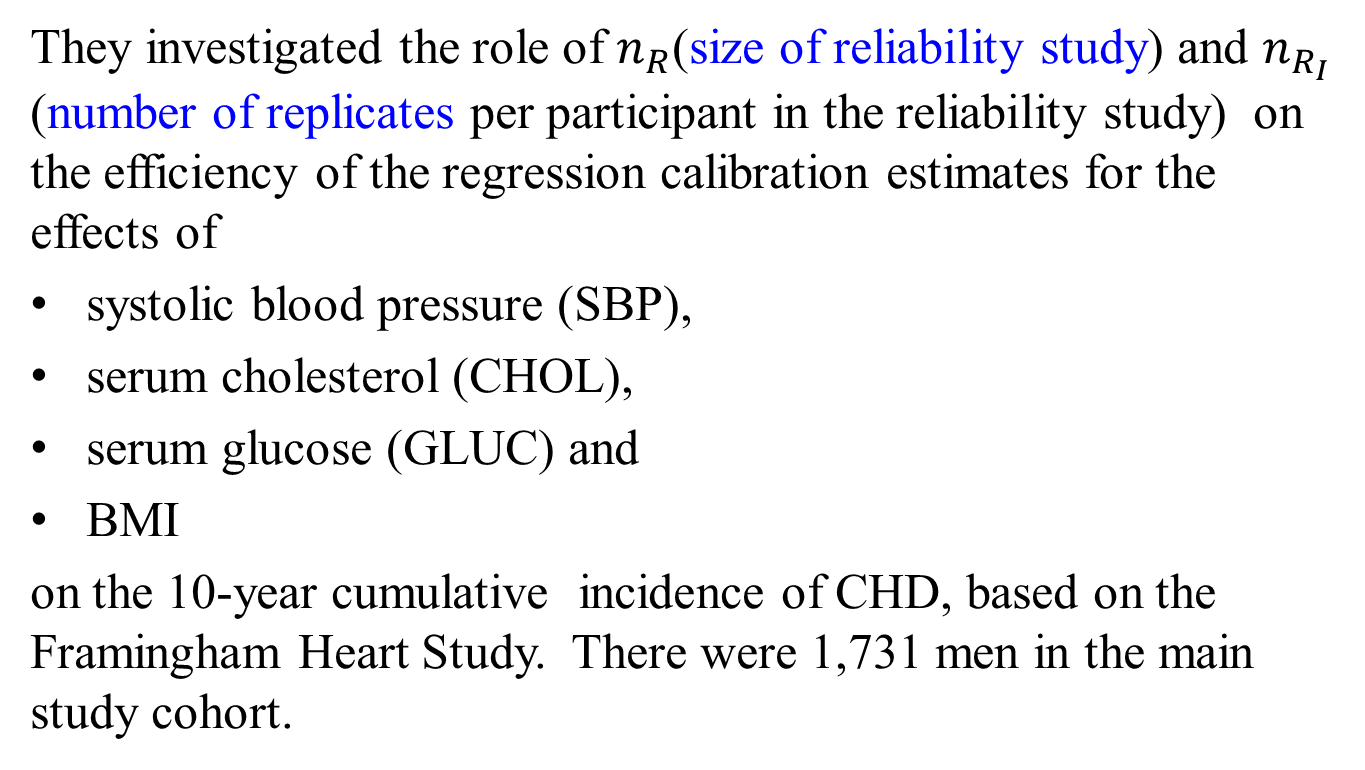 They investigated the role of n_{R}(size of reliability study) and n_{R_I}
(number of replicates per participant in the reliability study) on
the efficiency of the regression calibration estimates for the
effects of
• systolic blood pressure (SBP),
• serum cholesterol (CHOL),
• serum glucose (GLUC) and
• BMI
on the 10-year cumulative incidence of CHD, based on the
Framingham Heart Study. There were 1,731 men in the main
study cohort.